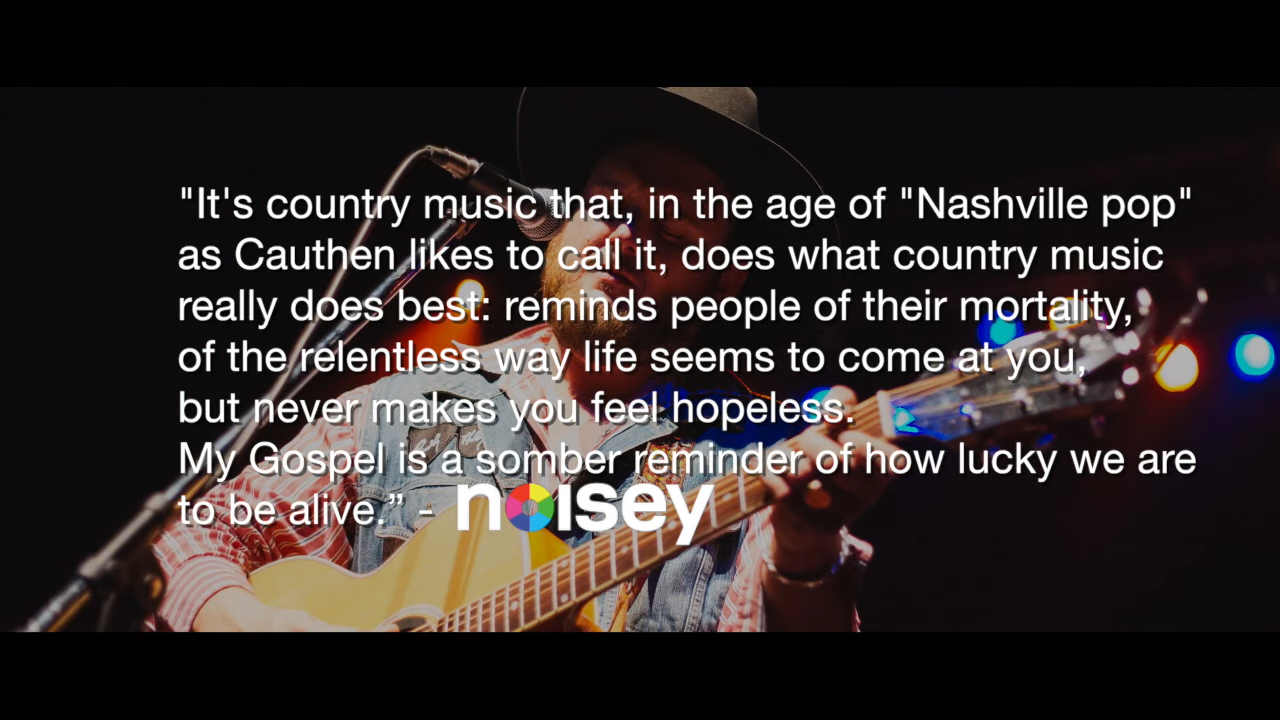 "It's country music that, in the age of "Nashville pop"
as Cauthen likes to call it, does what country music
really does best: reminds people of their mortality,
of the relentless way life seems to come at you,
but never makes you feel hopeless.
My Gospel is a somber reminder of how lucky we are
to be alive.” - noisey